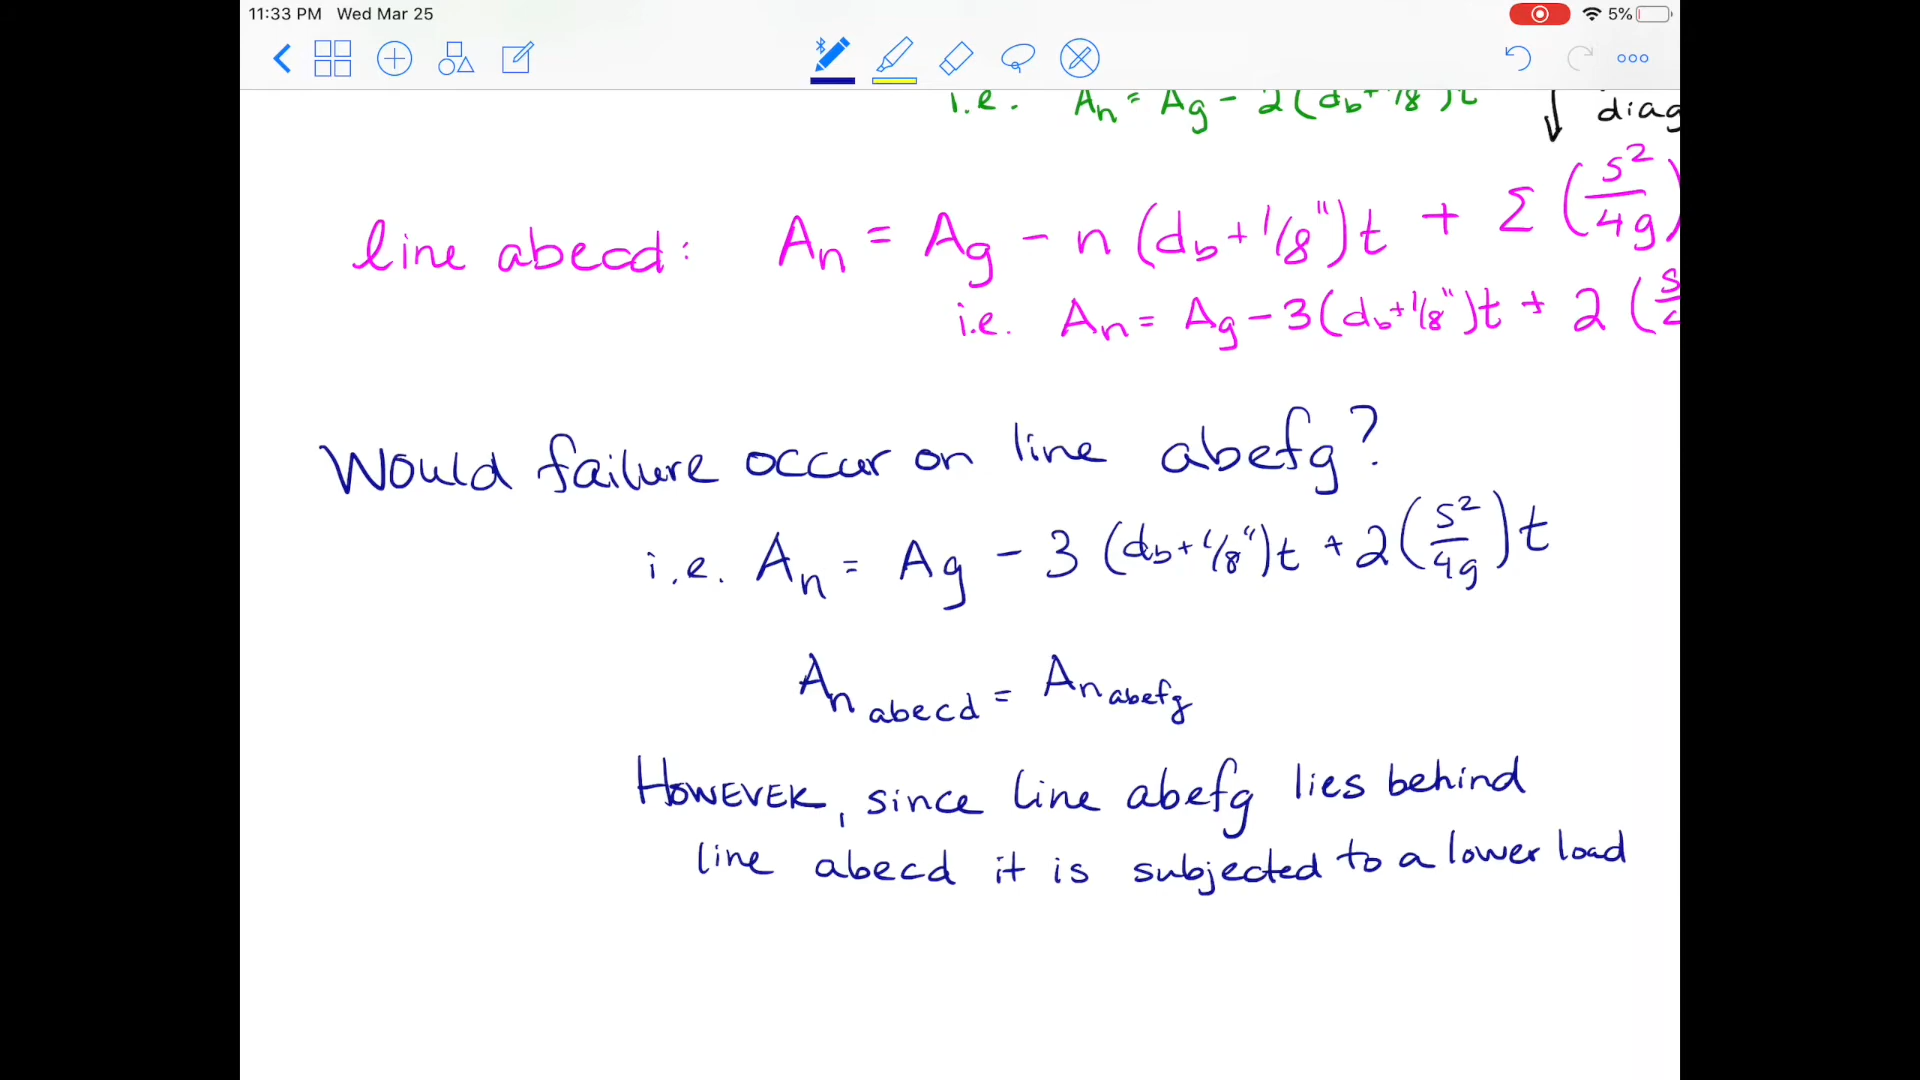 11:33 PM Wed Mar 25 5%
i.e. An = Ag - 2(db+1/8")t
diag
line abecd: An = Ag - n (db+1/8")t + Σ (s²/4g)
i.e. An = Ag - 3(db+1/8")t + 2 (s
Would failure occur on line abefg?
i.e. An = Ag - 3 (db+1/8")t + 2(s²/4g)t
An abecd = An abefg
HOWEVER, since line abefg lies behind
line abecd it is subjected to a lower load